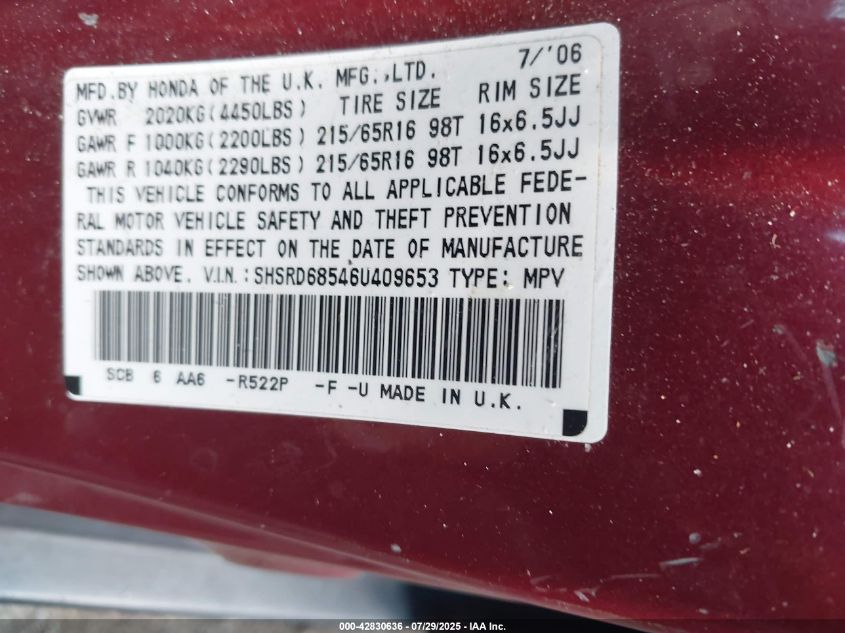 7/'06
MFD.BY HONDA OF THE U.K. MFG.,LTD.
GVWR 2020KG(4450LBS) TIRE SIZE RIM SIZE
GAWR F 1000KG(2200LBS) 215/65R16 98T 16x6.5JJ
GAWR R 1040KG(2290LBS) 215/65R16 98T 16x6.5JJ
THIS VEHICLE CONFORMS TO ALL APPLICABLE FEDE-
RAL MOTOR VEHICLE SAFETY AND THEFT PREVENTION
STANDARDS IN EFFECT ON THE DATE OF MANUFACTURE
SHOWN ABOVE. V.I.N.:SHSRD68546U409653 TYPE: MPV
SCB 6 AA6 -R522P -F -U MADE IN U.K.
000-42830636 - 07/29/2025 - IAA Inc.